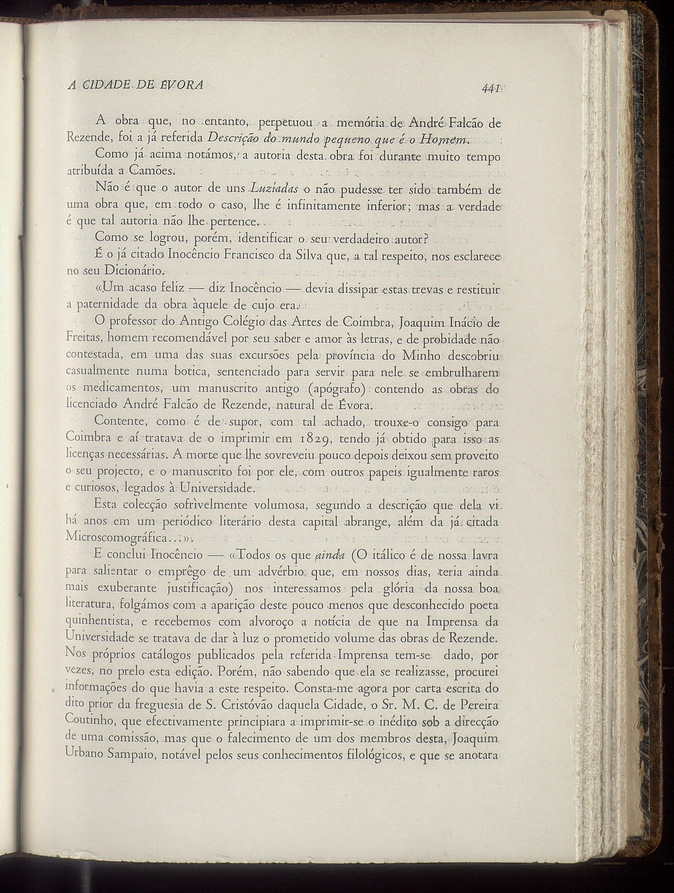 A CIDADE DE ÉVORA 441
A obra que, no entanto, perpetuou a memória de André Falcão de
Rezende, foi a já referida Descrição do mundo pequeno que é o Homem.
Como já acima notámos, a autoria desta obra foi durante muito tempo
atribuída a Camões.
Não é que o autor de uns Luziadas o não pudesse ter sido também de
uma obra que, em todo o caso, lhe é infinitamente inferior; mas a verdade
é que tal autoria não lhe pertence.
Como se logrou, porém, identificar o seu verdadeiro autor?
É o já citado Inocêncio Francisco da Silva que, a tal respeito, nos esclarece
no seu Dicionário.
«Um acaso feliz — diz Inocêncio — devia dissipar estas trevas e restituir
a paternidade da obra àquele de cujo era.
O professor do Antigo Colégio das Artes de Coimbra, Joaquim Inácio de
Freitas, homem recomendável por seu saber e amor às letras, e de probidade não
contestada, em uma das suas excursões pela província do Minho descobriu
casualmente numa botica, sentenciado para servir para nele se embrulharem
os medicamentos, um manuscrito antigo (apógrafo) contendo as obras do
licenciado André Falcão de Rezende, natural de Évora.
Contente, como é de supor, com tal achado, trouxe-o consigo para
Coimbra e aí tratava de o imprimir em 1829, tendo já obtido para isso as
licenças necessárias. A morte que lhe sovreveiu pouco depois deixou sem proveito
o seu projecto, e o manuscrito foi por ele, com outros papeis igualmente raros
e curiosos, legados à Universidade.
Esta colecção sofrivelmente volumosa, segundo a descrição que dela vi
há anos em um periódico literário desta capital abrange, além da já citada
Microscomográfica...».
E conclui Inocêncio — «Todos os que ainda (O itálico é de nossa lavra
para salientar o emprêgo de um advérbio que, em nossos dias, teria ainda
mais exuberante justificação) nos interessamos pela glória da nossa boa
literatura, folgámos com a aparição deste pouco menos que desconhecido poeta
quinhentista, e recebemos com alvoroço a notícia de que na Imprensa da
Universidade se tratava de dar à luz o prometido volume das obras de Rezende.
Nos próprios catálogos publicados pela referida Imprensa tem-se dado, por
vezes, no prelo esta edição. Porém, não sabendo que ela se realizasse, procurei
informações do que havia a este respeito. Consta-me agora por carta escrita do
dito prior da freguesia de S. Cristóvão daquela Cidade, o Sr. M. C. de Pereira
Coutinho, que efectivamente principiara a imprimir-se o inédito sob a direcção
de uma comissão, mas que o falecimento de um dos membros desta, Joaquim
Urbano Sampaio, notável pelos seus conhecimentos filológicos, e que se anotara